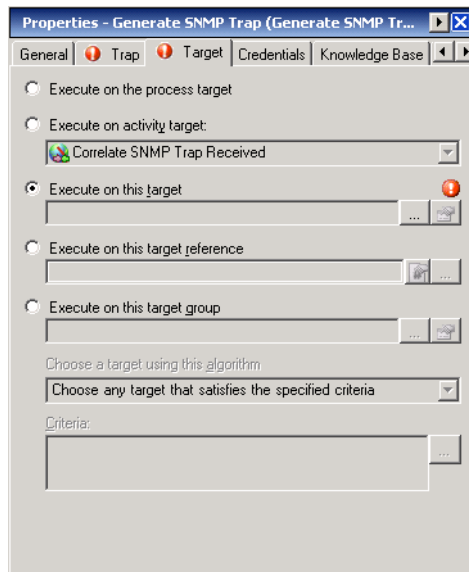 Properties - Generate SNMP Trap (Generate SNMP Tr...
General Trap Target Credentials Knowledge Base
Execute on the process target
Execute on activity target:
Correlate SNMP Trap Received
Execute on this target
...
Execute on this target reference
...
Execute on this target group
...
Choose a target using this algorithm
Choose any target that satisfies the specified criteria
Criteria:
...